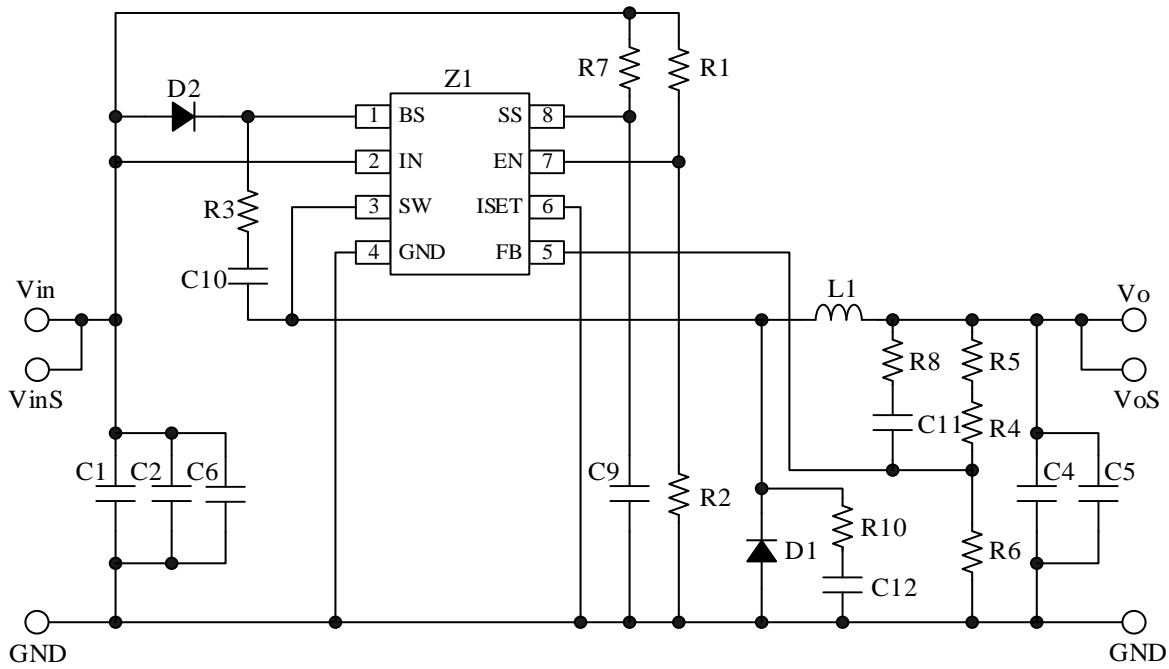 R7
R1
Z1
D2
1
BS
SS
8
2
IN
EN
7
3
SW
ISET
6
4
GND
FB
5
R3
C10
Vin
VinS
L1
Vo
VoS
R8
R5
C11
R4
C1
C2
C6
C9
R2
C4
C5
R10
D1
R6
C12
GND
GND